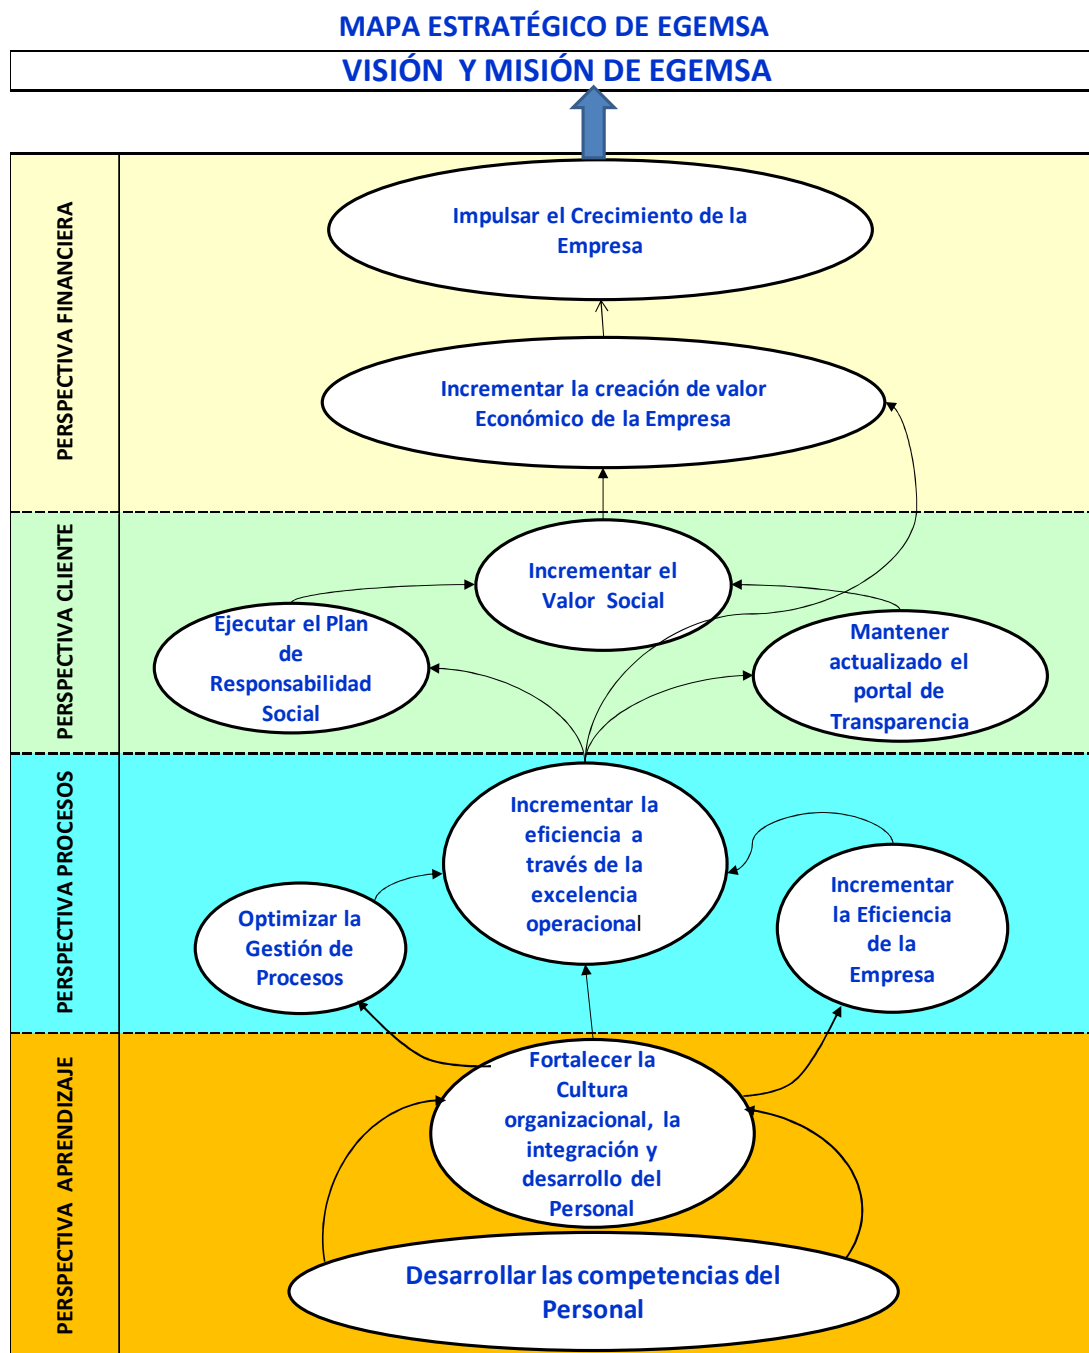 MAPA ESTRATÉGICO DE EGEMSA
VISIÓN Y MISIÓN DE EGEMSA
PERSPECTIVA FINANCIERA
Impulsar el Crecimiento de la
Empresa
Incrementar la creación de valor
Económico de la Empresa
PERSPECTIVA CLIENTE
Incrementar el
Valor Social
Ejecutar el Plan
de
Responsabilidad
Social
Mantener
actualizado el
portal de
Transparencia
PERSPECTIVA PROCESOS
Incrementar la
eficiencia a
través de la
excelencia
operacional
Optimizar la
Gestión de
Procesos
Incrementar
la Eficiencia
de la
Empresa
PERSPECTIVA APRENDIZAJE
Fortalecer la
Cultura
organizacional, la
integración y
desarrollo del
Personal
Desarrollar las competencias del
Personal